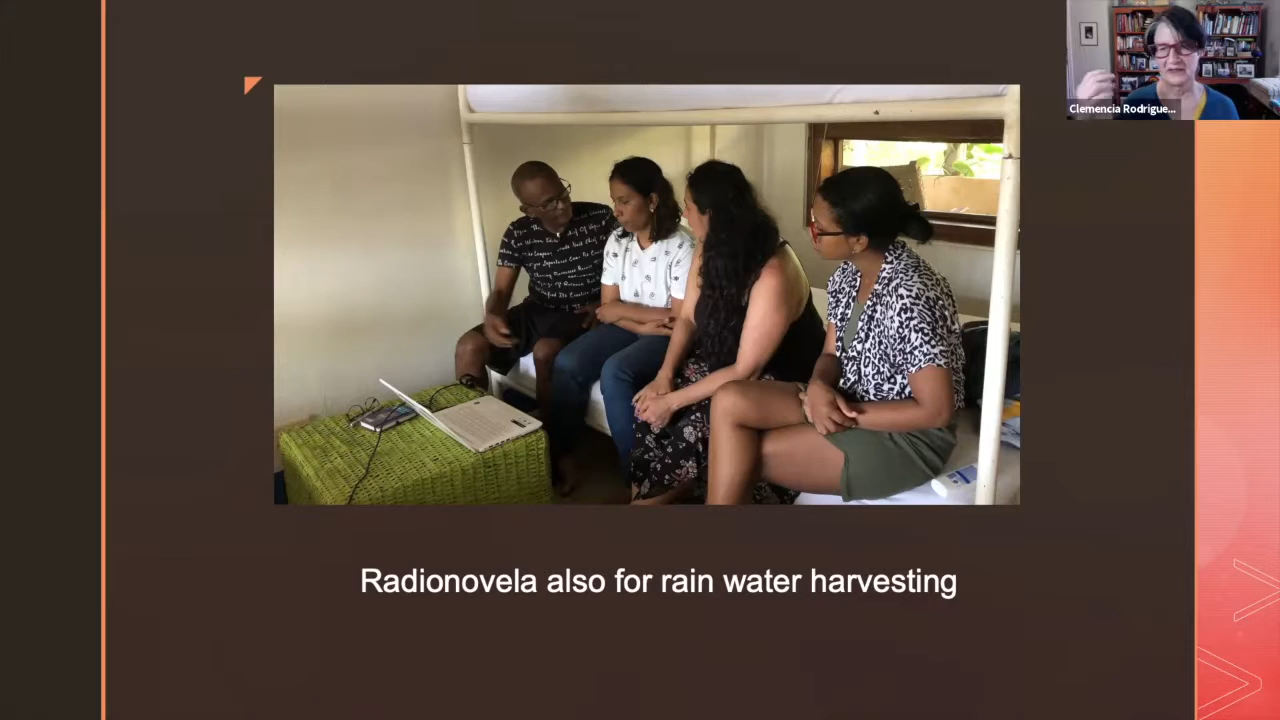 Clemencia Rodrigue...
Radionovela also for rain water harvesting